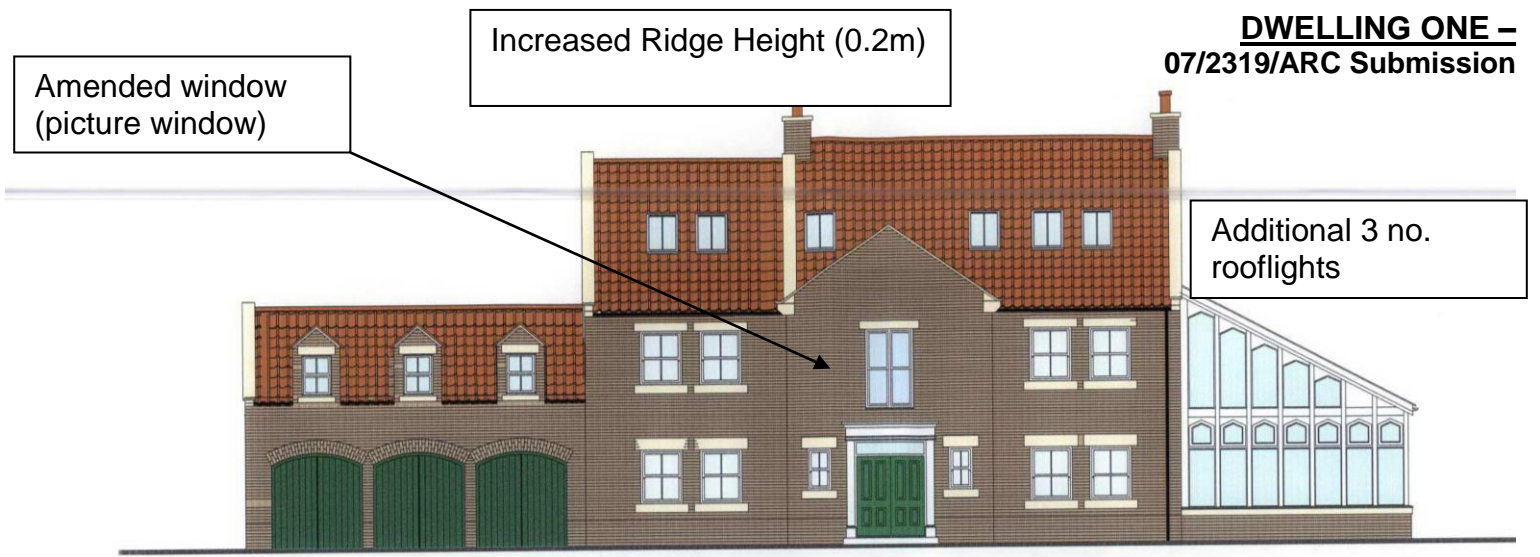 DWELLING ONE –
07/2319/ARC Submission
Increased Ridge Height (0.2m)
Amended window
(picture window)
Additional 3 no.
rooflights